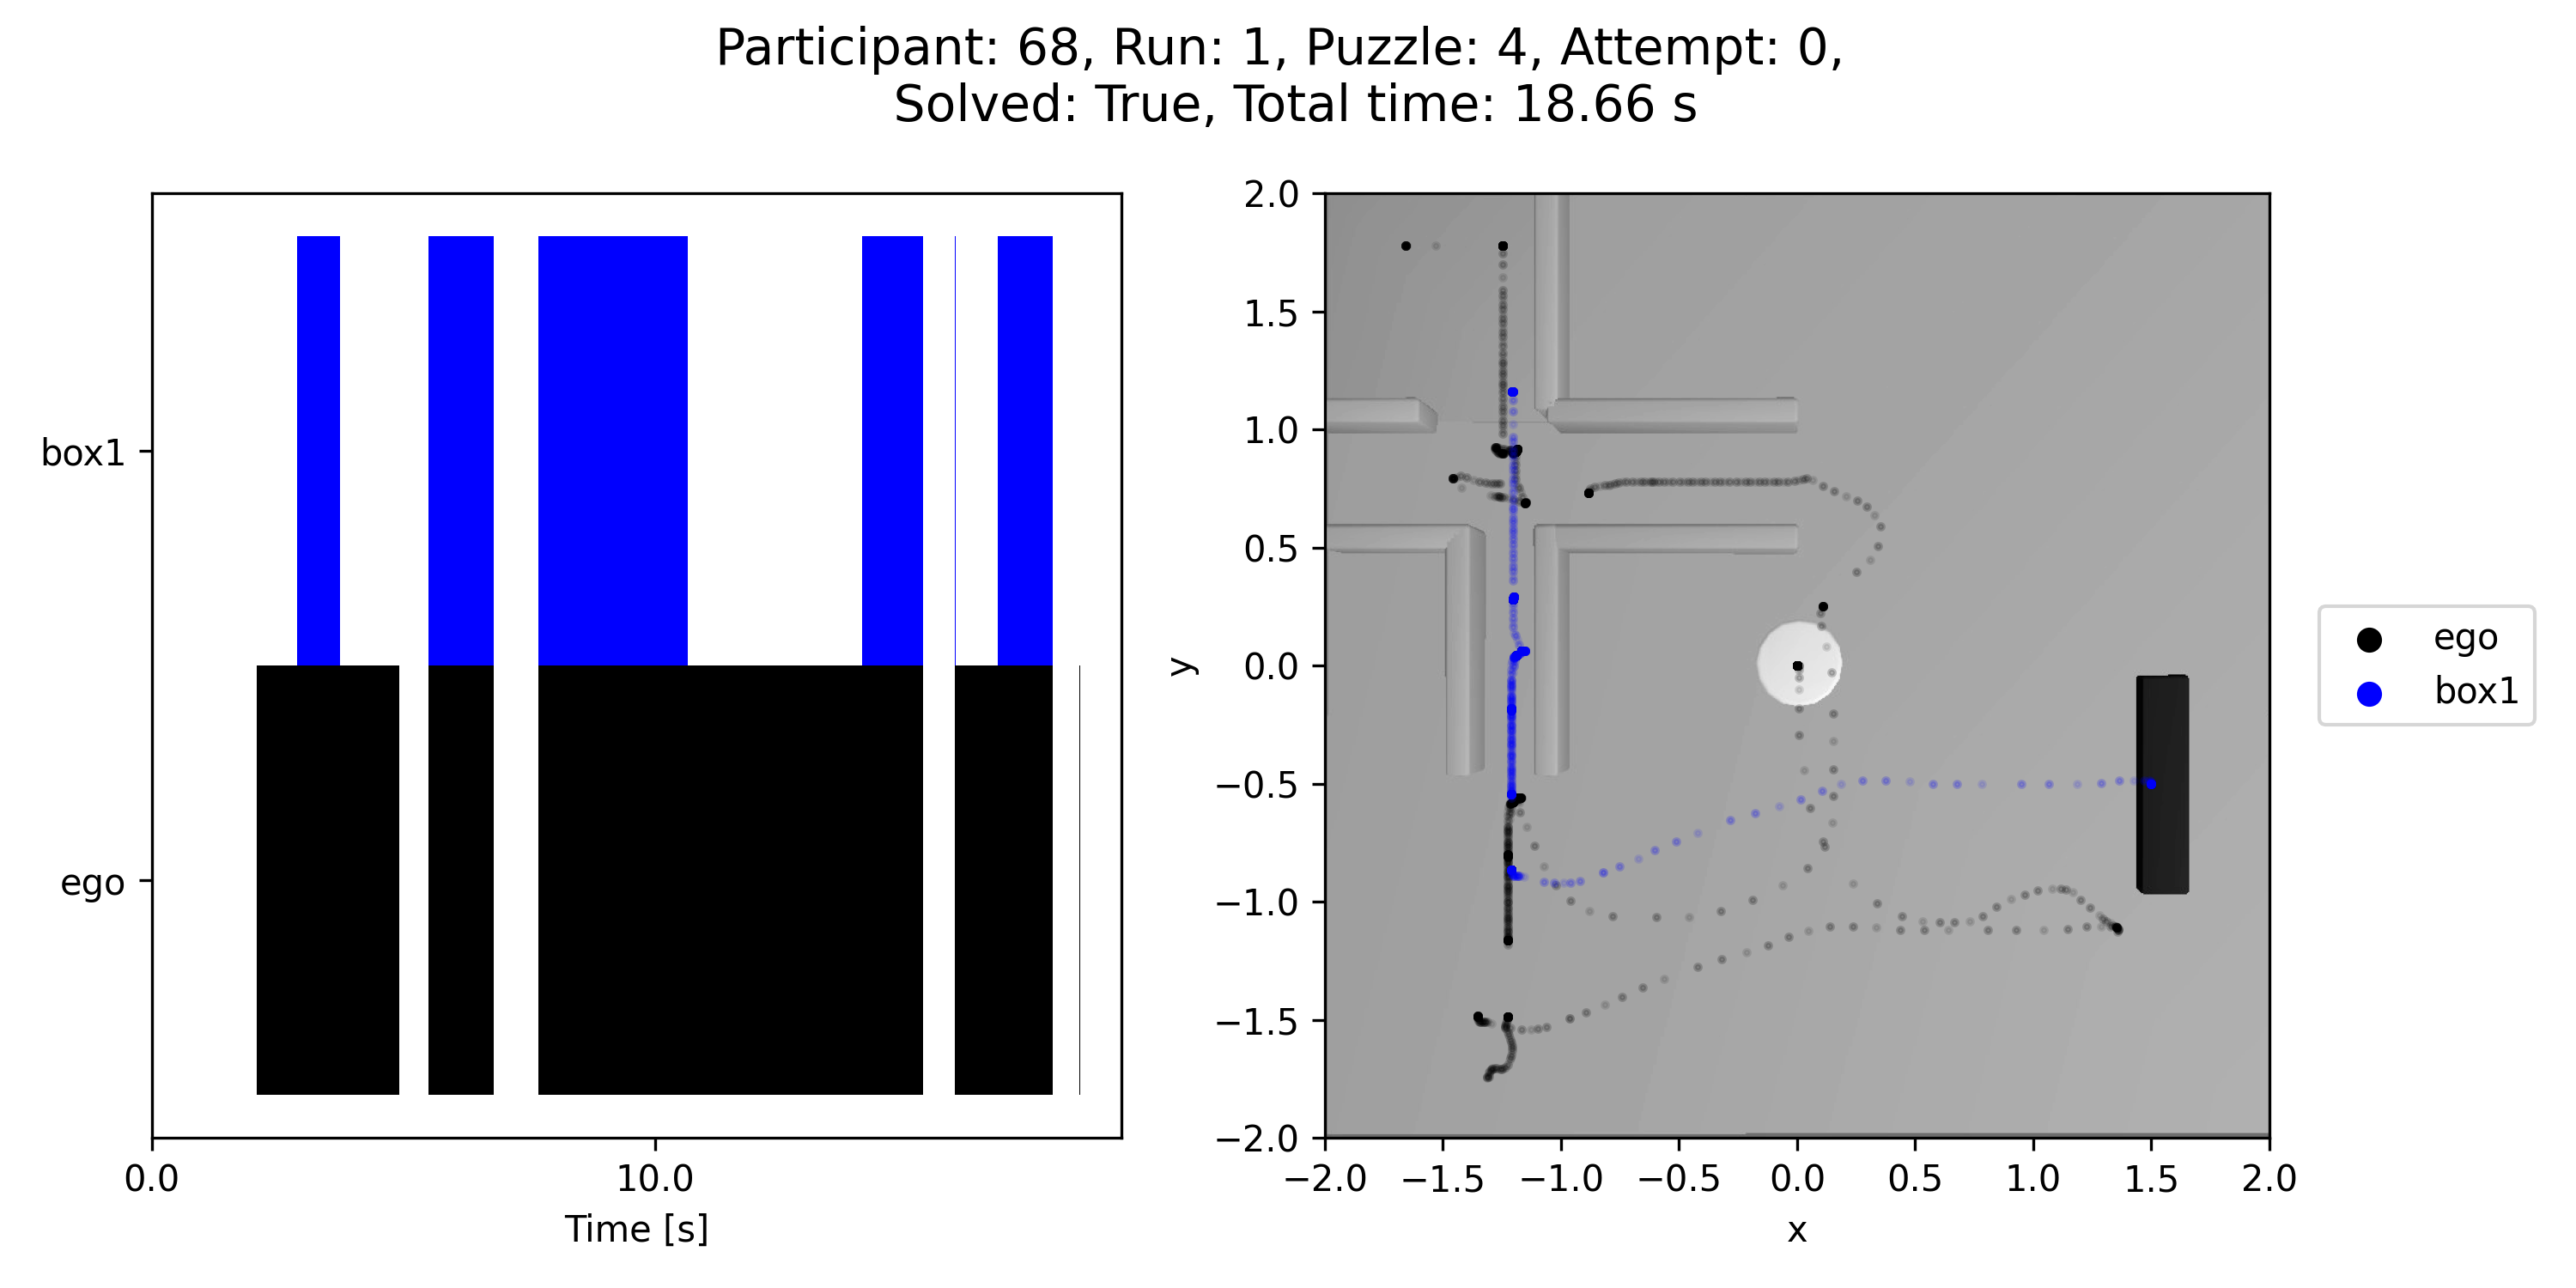 Participant: 68, Run: 1, Puzzle: 4, Attempt: 0,
Solved: True, Total time: 18.66 s
box1
ego
0.0
10.0
Time [s]
2.0
1.5
1.0
0.5
0.0
−0.5
−1.0
−1.5
−2.0
y
−2.0 −1.5 −1.0 −0.5 0.0 0.5 1.0 1.5 2.0
x
ego
box1